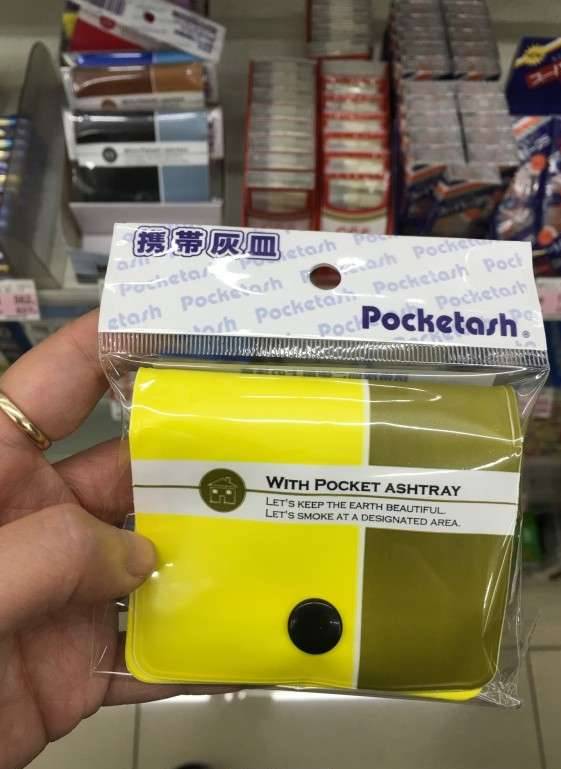 携帯灰皿
Pocketash
WITH POCKET ASHTRAY
LET'S KEEP THE EARTH BEAUTIFUL.
LET'S SMOKE AT A DESIGNATED AREA.